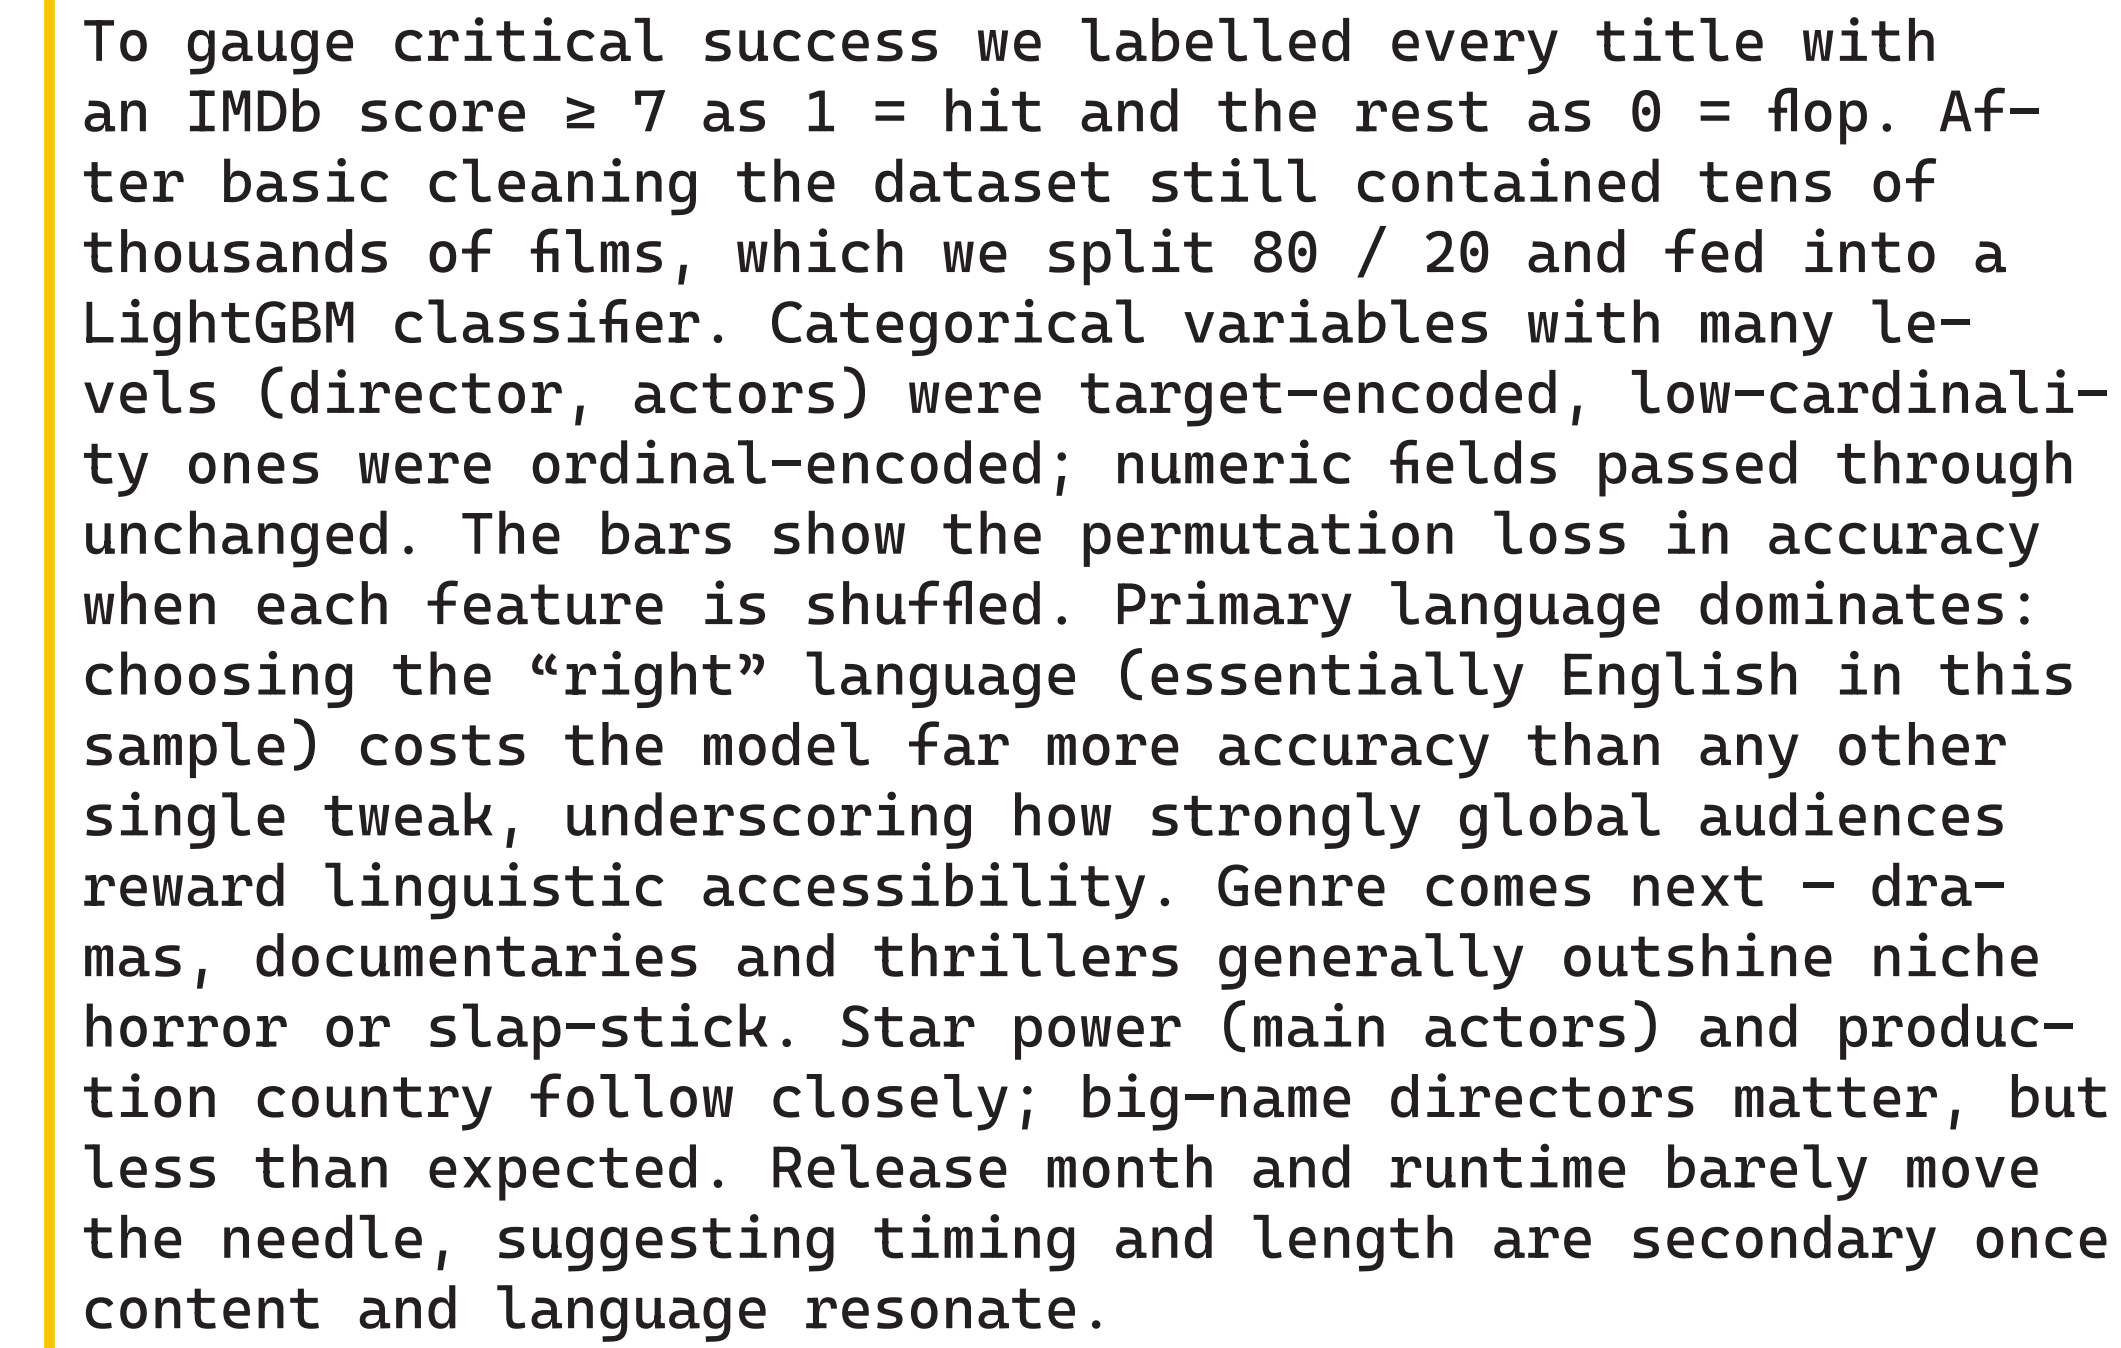 To gauge critical success we labelled every title with
an IMDb score ≥ 7 as 1 = hit and the rest as 0 = flop. Af-
ter basic cleaning the dataset still contained tens of
thousands of films, which we split 80 / 20 and fed into a
LightGBM classifier. Categorical variables with many le-
vels (director, actors) were target-encoded, low-cardinali-
ty ones were ordinal-encoded; numeric fields passed through
unchanged. The bars show the permutation loss in accuracy
when each feature is shuffled. Primary language dominates:
choosing the “right” language (essentially English in this
sample) costs the model far more accuracy than any other
single tweak, underscoring how strongly global audiences
reward linguistic accessibility. Genre comes next – dra-
mas, documentaries and thrillers generally outshine niche
horror or slap-stick. Star power (main actors) and produc-
tion country follow closely; big-name directors matter, but
less than expected. Release month and runtime barely move
the needle, suggesting timing and length are secondary once
content and language resonate.